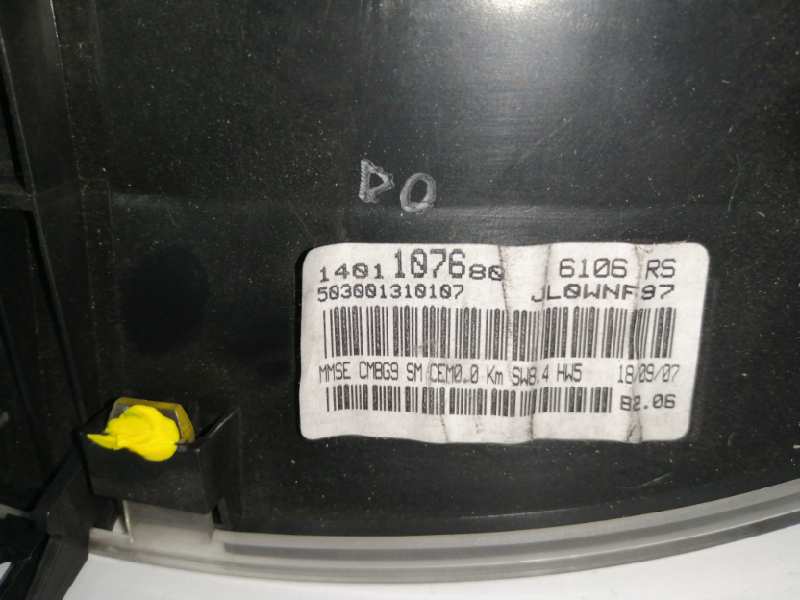 PO
1401107680 6106 RS
503001310107 JL0WNF97
MMSE CMBG9 SM CEM0.0 Km SW8.4 HW5 18/09/07
B2.06